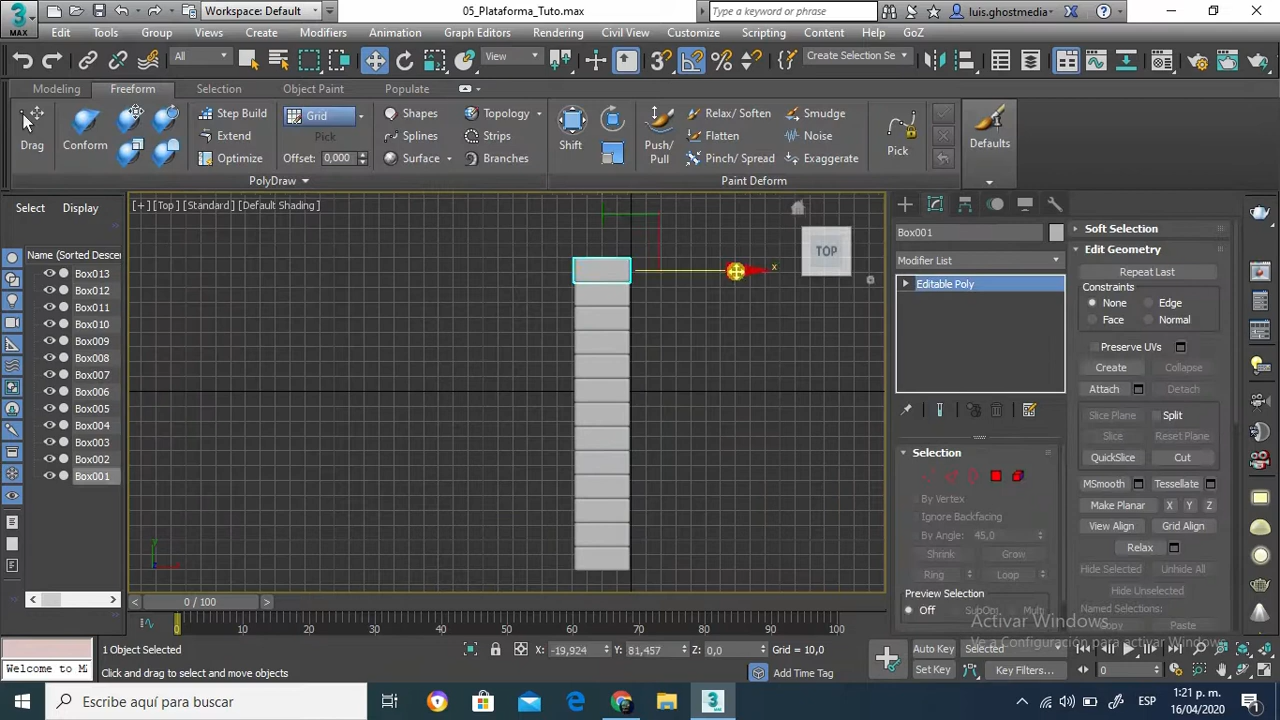 3 MAX Workspace: Default 05_Plataforma_Tuto.max Type a keyword or phrase luis.ghostmedia
File Edit Tools Group Views Create Modifiers Animation Graph Editors Rendering Civil View Customize Scripting Content Help GoZ
All View Create Selection Se
Modeling Freeform Selection Object Paint Populate
Step Build Grid Shapes Topology Relax/ Soften Smudge
Drag Conform Extend Pick Splines Strips Shift Push/ Pull Flatten Noise Pick Defaults
Optimize Offset: 0,000 Surface Branches Pinch/ Spread Exaggerate
PolyDraw Paint Deform
Select Display
[+] [Top] [Standard] [Default Shading]
TOP
x
y
Name (Sorted Descen
Box013
Box012
Box011
Box010
Box009
Box008
Box007
Box006
Box005
Box004
Box003
Box002
Box001
Box001
Modifier List
Editable Poly
Selection
By Vertex
Ignore Backfacing
By Angle: 45,0
Shrink Grow
Ring Loop
Preview Selection
Off SubObj Multi
Soft Selection
Edit Geometry
Repeat Last
Constraints
None Edge
Face Normal
Preserve UVs
Create Collapse
Attach Detach
Slice Plane Split
Slice Reset Plane
QuickSlice Cut
MSmooth Tessellate
Make Planar X Y Z
View Align Grid Align
Relax
Hide Selected Unhide All
Hide Unselected
Named Selections:
Copy Paste
Activar Windows
Ve a Configuración para activar Windows.
< 0 / 100 >
0 10 20 30 40 50 60 70 80 90 100
1 Object Selected X: -19,924 Y: 81,457 Z: 0,0 Grid = 10,0 Auto Key Selected
Welcome to M Click and drag to select and move objects Add Time Tag Set Key Key Filters... 0
Escribe aquí para buscar
ESP
1:21 p. m.
16/04/2020